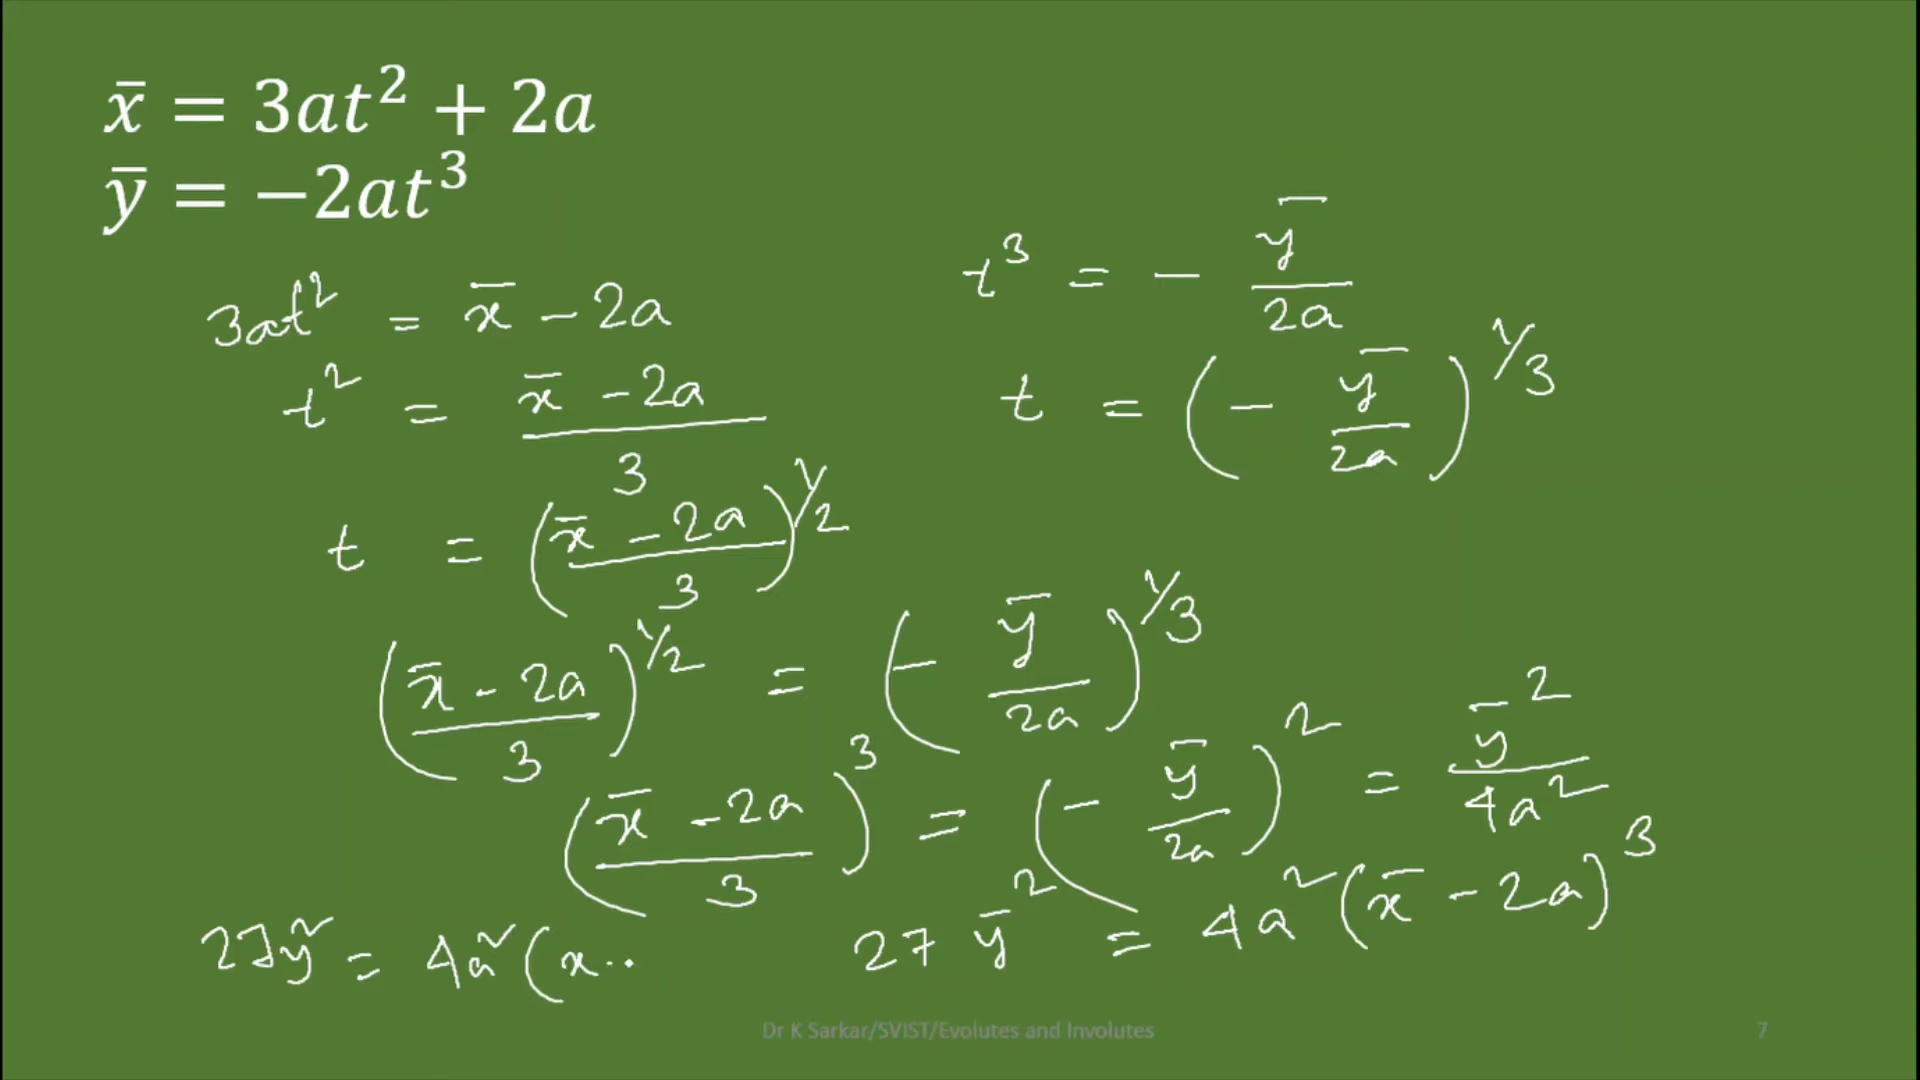 x̄ = 3at² + 2a
ȳ = −2at³
3at² = x̄ − 2a
t² = (x̄ − 2a)/3
t = ((x̄ − 2a)/3)^(1/2)
t³ = − ȳ/2a
t = (− ȳ/2a)^(1/3)
((x̄ − 2a)/3)^(1/2) = (− ȳ/2a)^(1/3)
((x̄ − 2a)/3)³ = (− ȳ/2a)² = ȳ²/4a²
27 ȳ² = 4a² (x̄ − 2a)³
27y² = 4a² (x - .
Dr K Sarkar/SVIST/Evolutes and Involutes
7